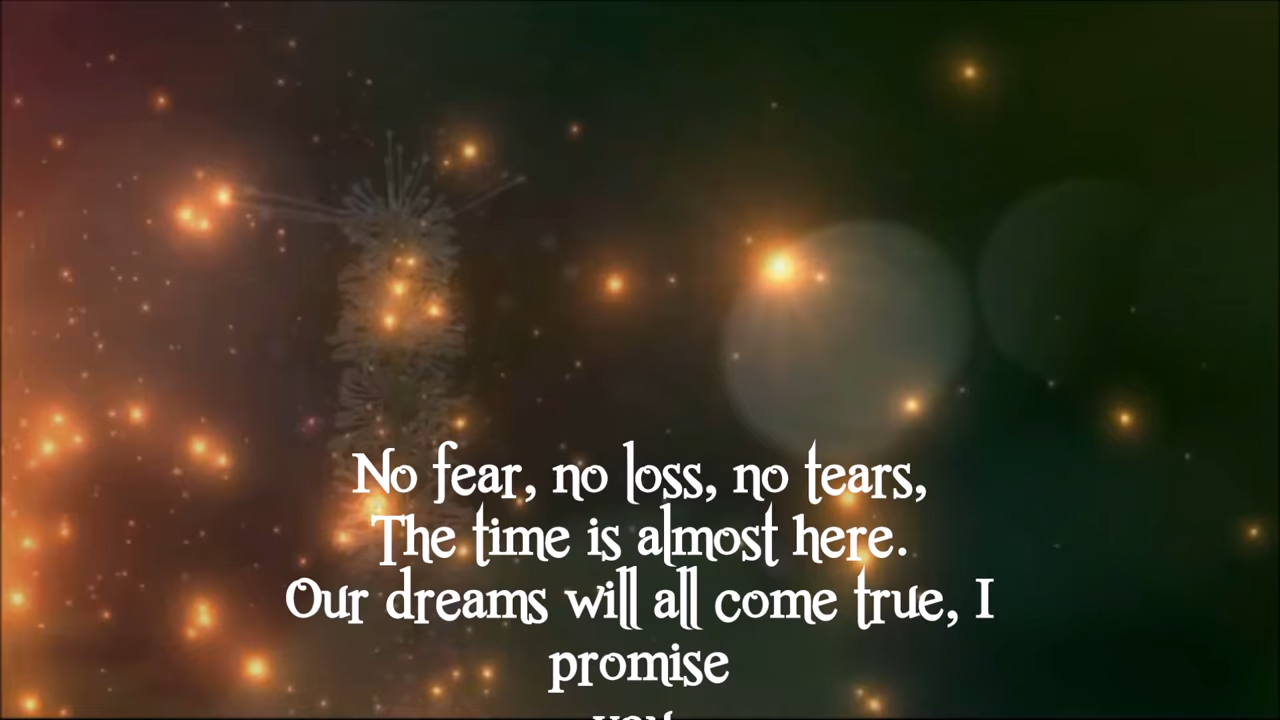 No fear, no loss, no tears,
The time is almost here.
Our dreams will all come true, I
promise